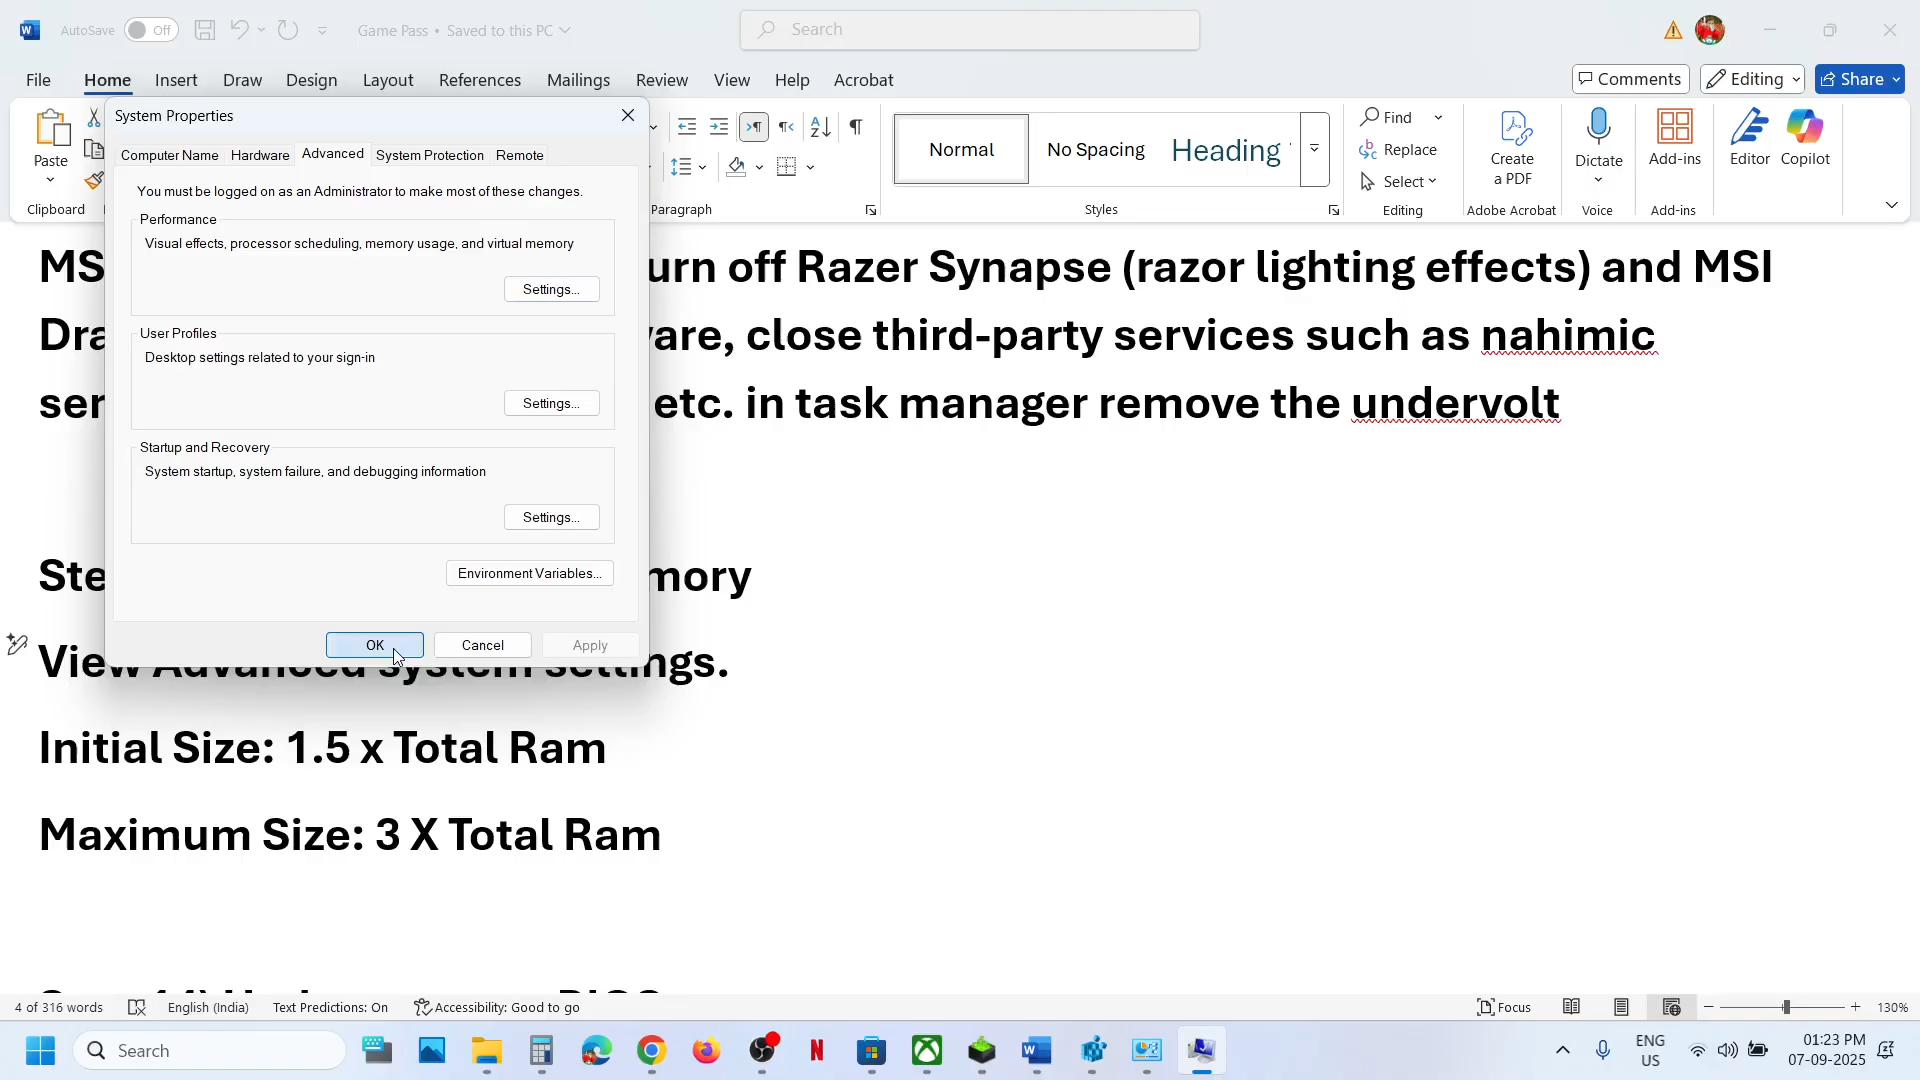 AutoSave
Off
Game Pass • Saved to this PC
Search
File
Home
Insert
Draw
Design
Layout
References
Mailings
Review
View
Help
Acrobat
Comments
Editing
Share
Paste
Clipboard
Paragraph
Normal
No Spacing
Heading
Styles
Find
Replace
Select
Editing
Create a PDF
Adobe Acrobat
Dictate
Voice
Add-ins
Add-ins
Editor
Copilot
System Properties
Computer Name
Hardware
Advanced
System Protection
Remote
You must be logged on as an Administrator to make most of these changes.
Performance
Visual effects, processor scheduling, memory usage, and virtual memory
Settings...
User Profiles
Desktop settings related to your sign-in
Settings...
Startup and Recovery
System startup, system failure, and debugging information
Settings...
Environment Variables...
OK
Cancel
Apply
MS urn off Razer Synapse (razor lighting effects) and MSI
Dra are, close third-party services such as nahimic
ser etc. in task manager remove the undervolt
Ste mory
View Advanced system settings.
Initial Size: 1.5 x Total Ram
Maximum Size: 3 X Total Ram
4 of 316 words
English (India)
Text Predictions: On
Accessibility: Good to go
Focus
130%
Search
ENG
US
01:23 PM
07-09-2025